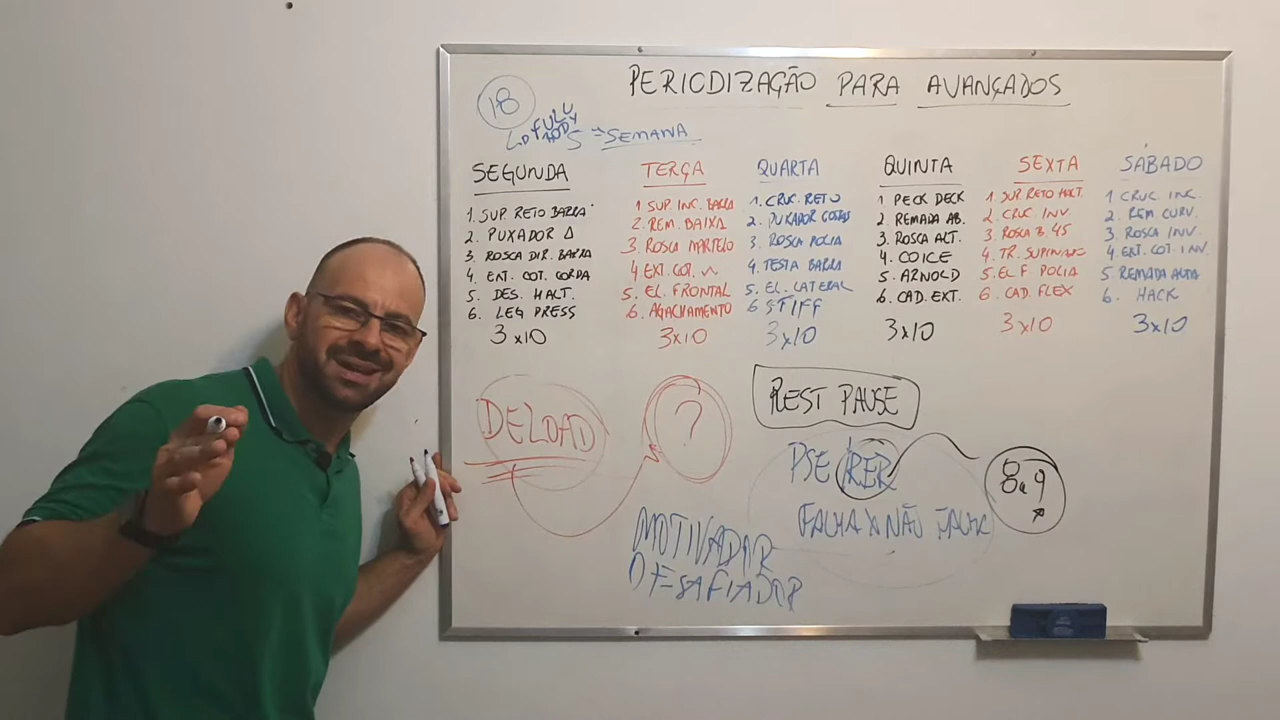 PERIODIZAÇÃO PARA AVANÇADOS
18
FULL BODY
5 = SEMANA
SEGUNDA
1. SUP RETO BARRA
2. PUXADOR Δ
3. ROSCA DIR. BARRA
4. EXT. COT. CORDA
5. DES. HALT.
6. LEG PRESS
3x10
TERÇA
1 SUP. INC. BARRA
2. REM. BAIXA
3. ROSCA MARTELO
4. EXT. COT.
5. EL. FRONTAL
6. AGACHAMENTO
3x10
QUARTA
1. CRUC. RETO
2. PUXADOR COSTAS
3. ROSCA POLIA
4. TESTA BARRA
5. EL. LATERAL
6 STIFF
3x10
QUINTA
1 PECK DECK
2. REMADA AB.
3. ROSCA ALT.
4. COICE
5. ARNOLD
6. CAD. EXT.
3x10
SEXTA
1. SUP. RETO HALT.
2. CRUC INV.
3. ROSCA B. 45
4. TR. SUPINADO
5. EL F POLIA
6. CAD. FLEX
3x10
SÁBADO
1 CRUC INC.
2. REM CURV.
3. ROSCA INV.
4. EXT. COT. INV.
5 REMADA ALTA
6. HACK
3x10
DELOAD
?
REST PAUSE
PSE RER
8 a 9
FALHA X NÃO FALHA
MOTIVADOR
DESAFIADOR